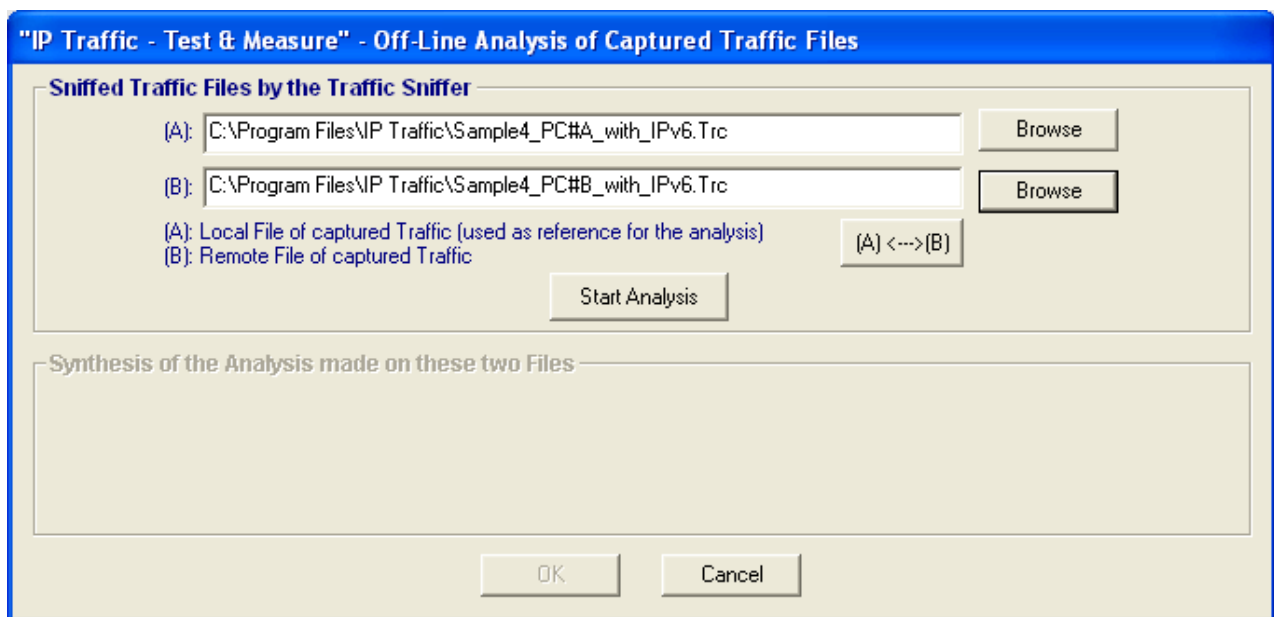 "IP Traffic - Test & Measure" - Off-Line Analysis of Captured Traffic Files
Sniffed Traffic Files by the Traffic Sniffer
(A): C:\Program Files\IP Traffic\Sample4_PC#A_with_IPv6.Trc Browse
(B): C:\Program Files\IP Traffic\Sample4_PC#B_with_IPv6.Trc Browse
(A): Local File of captured Traffic (used as reference for the analysis)
(B): Remote File of captured Traffic
(A) <--->(B)
Start Analysis
Synthesis of the Analysis made on these two Files
OK Cancel